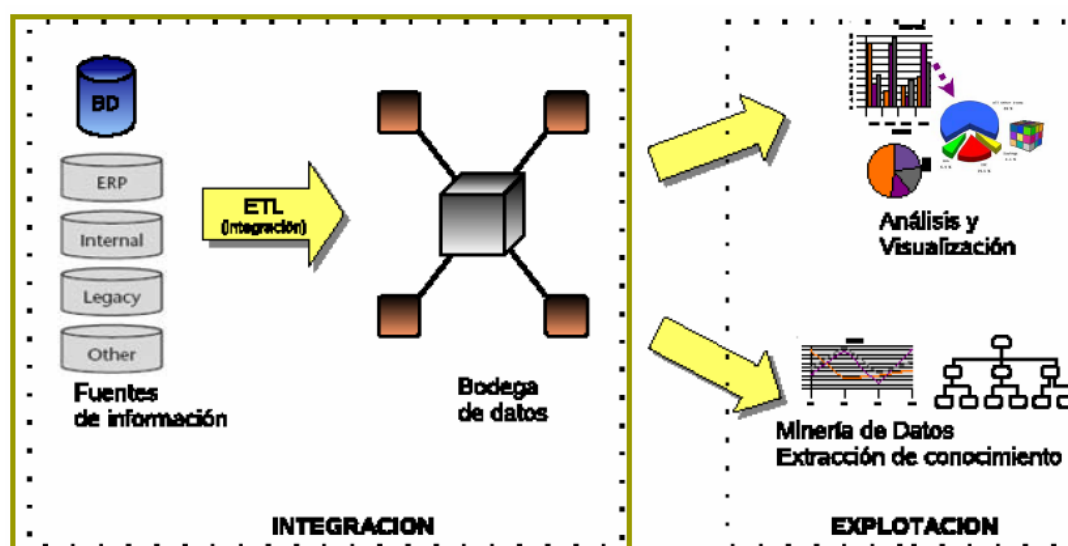 BD
ERP
Internal
Legacy
Other
Fuentes
de información
ETL
(Integración)
Bodega
de datos
INTEGRACION
Análisis y
Visualización
Minería de Datos
Extracción de conocimiento
EXPLOTACION